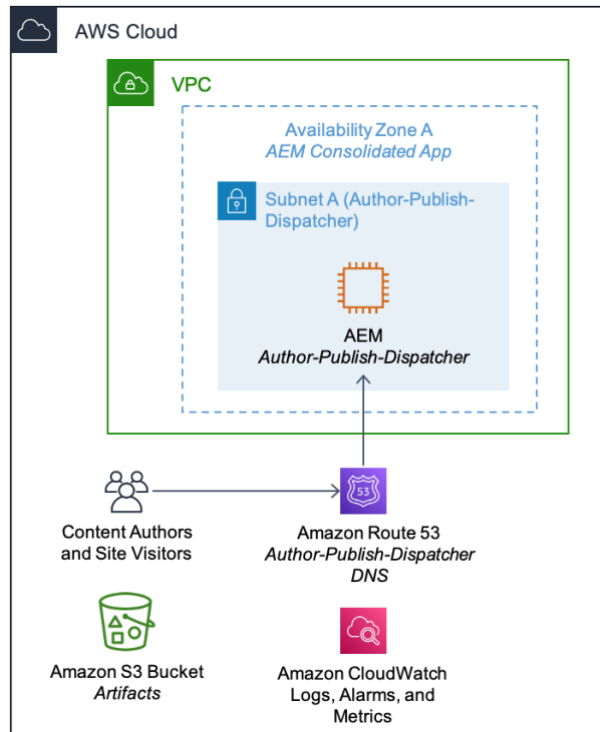 AWS Cloud
VPC
Availability Zone A
AEM Consolidated App
Subnet A (Author-Publish-
Dispatcher)
AEM
Author-Publish-Dispatcher
53
Content Authors
and Site Visitors
Amazon Route 53
Author-Publish-Dispatcher
DNS
Amazon S3 Bucket
Artifacts
Amazon CloudWatch
Logs, Alarms, and
Metrics